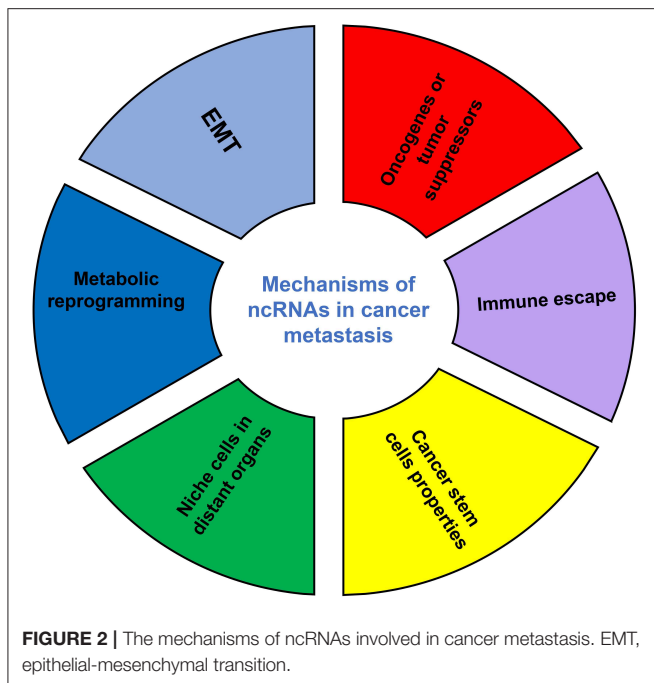 EMT
Oncogenes or
tumor
suppressors
Metabolic
reprogramming
Mechanisms of
ncRNAs in cancer
metastasis
Immune escape
Niche cells in
distant organs
Cancer stem
cells properties
FIGURE 2 | The mechanisms of ncRNAs involved in cancer metastasis. EMT,
epithelial-mesenchymal transition.